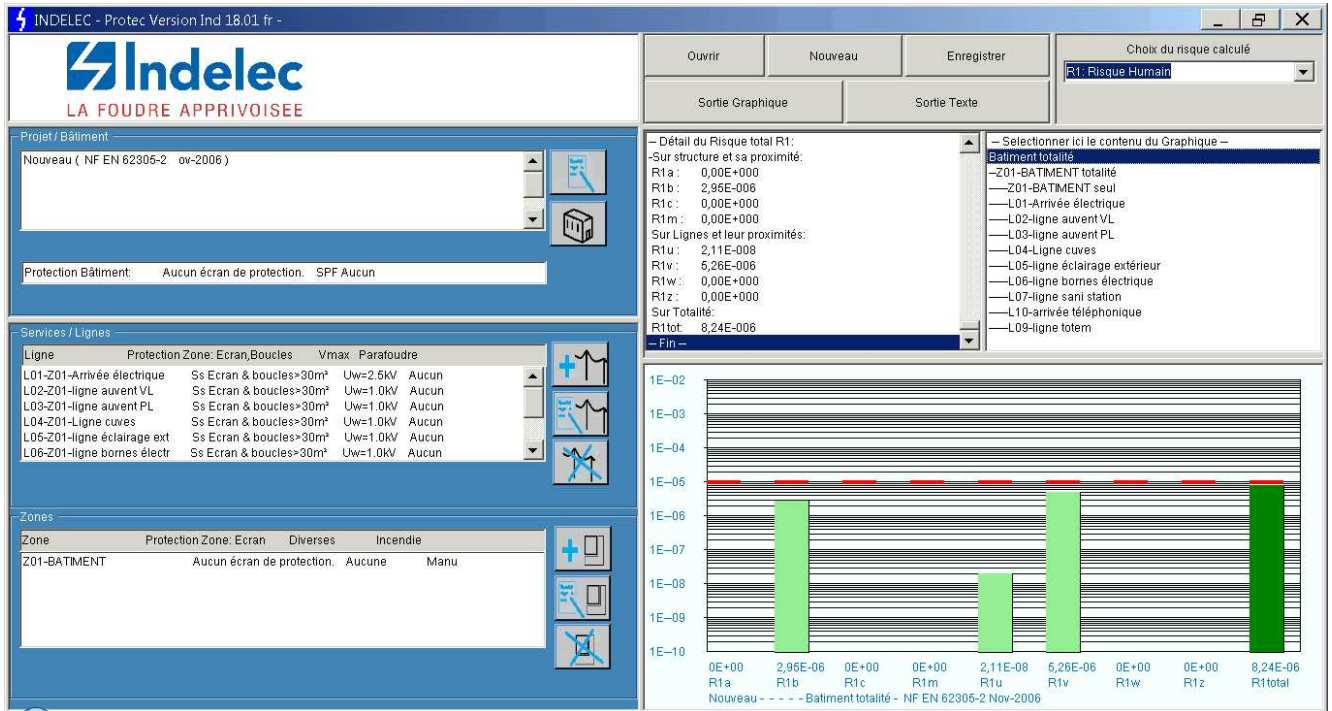 INDELEC - Protec Version Ind 18.01 fr -
Indelec
LA FOUDRE APPRIVOISEE
Ouvrir
Nouveau
Enregistrer
Sortie Graphique
Sortie Texte
Choix du risque calculé
R1: Risque Humain
Projet / Bâtiment
Nouveau ( NF EN 62305-2 ov-2006 )
Protection Bâtiment: Aucun écran de protection. SPF Aucun
Services / Lignes
Ligne Protection Zone: Ecran,Boucles Vmax Parafoudre
L01-Z01-Arrivée électrique Ss Ecran & boucles>30m² Uw=2.5kV Aucun
L02-Z01-ligne auvent VL Ss Ecran & boucles>30m² Uw=1.0kV Aucun
L03-Z01-ligne auvent PL Ss Ecran & boucles>30m² Uw=1.0kV Aucun
L04-Z01-Ligne cuves Ss Ecran & boucles>30m² Uw=1.0kV Aucun
L05-Z01-ligne éclairage ext Ss Ecran & boucles>30m² Uw=1.0kV Aucun
L06-Z01-ligne bornes électr Ss Ecran & boucles>30m² Uw=1.0kV Aucun
Zones
Zone Protection Zone: Ecran Diverses Incendie
Z01-BATIMENT Aucun écran de protection. Aucune Manu
– Détail du Risque total R1:
-Sur structure et sa proximité:
R1a : 0,00E+000
R1b : 2,95E-006
R1c : 0,00E+000
R1m : 0,00E+000
Sur Lignes et leur proximités:
R1u : 2,11E-008
R1v : 5,26E-006
R1w : 0,00E+000
R1z : 0,00E+000
Sur Totalité:
R1tot: 8,24E-006
– Fin –
– Selectionner ici le contenu du Graphique –
Batiment totalité
–Z01-BATIMENT totalité
––Z01-BATIMENT seul
––L01-Arrivée électrique
––L02-ligne auvent VL
––L03-ligne auvent PL
––L04-Ligne cuves
––L05-ligne éclairage extérieur
––L06-ligne bornes électrique
––L07-ligne sani station
––L10-arrivée téléphonique
––L09-ligne totem
1E–02
1E–03
1E–04
1E–05
1E–06
1E–07
1E–08
1E–09
1E–10
0E+00 2,95E-06 0E+00 0E+00 2,11E-08 5,26E-06 0E+00 0E+00 8,24E-06
R1a R1b R1c R1m R1u R1v R1w R1z R1total
Nouveau - - - - - Batiment totalité - NF EN 62305-2 Nov-2006